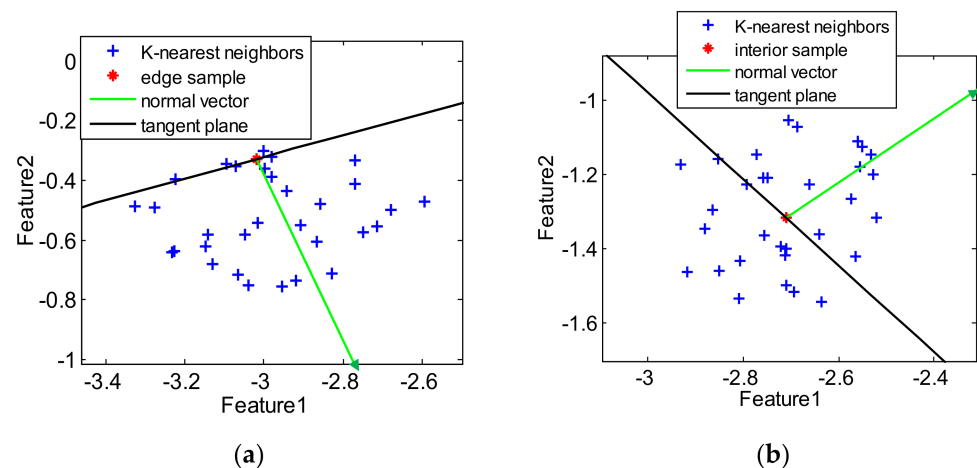 K-nearest neighbors
edge sample
normal vector
tangent plane
0
-0.2
-0.4
-0.6
-0.8
-1
Feature2
-3.4
-3.2
-3
-2.8
-2.6
Feature1
(a)
K-nearest neighbors
interior sample
normal vector
tangent plane
-1
-1.2
-1.4
-1.6
Feature2
-3
-2.8
-2.6
-2.4
Feature1
(b)